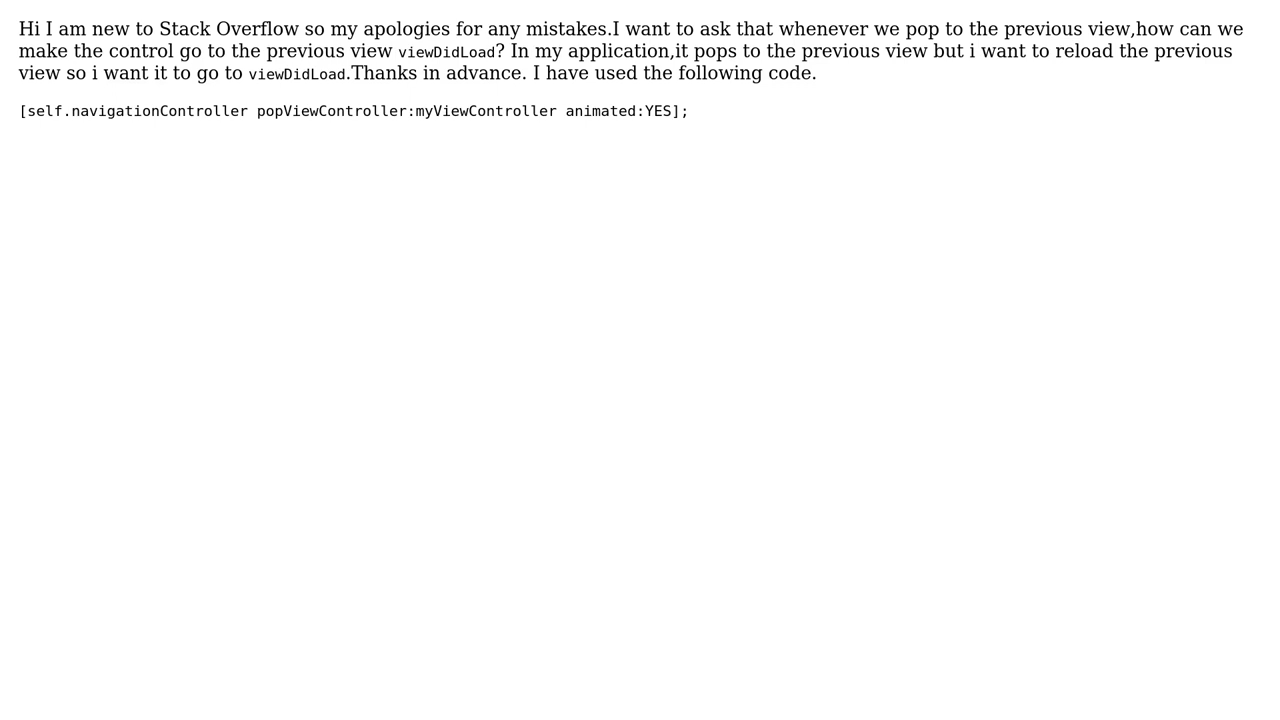 Hi I am new to Stack Overflow so my apologies for any mistakes.I want to ask that whenever we pop to the previous view,how can we
make the control go to the previous view viewDidLoad? In my application,it pops to the previous view but i want to reload the previous
view so i want it to go to viewDidLoad.Thanks in advance. I have used the following code.
[self.navigationController popViewController:myViewController animated:YES];